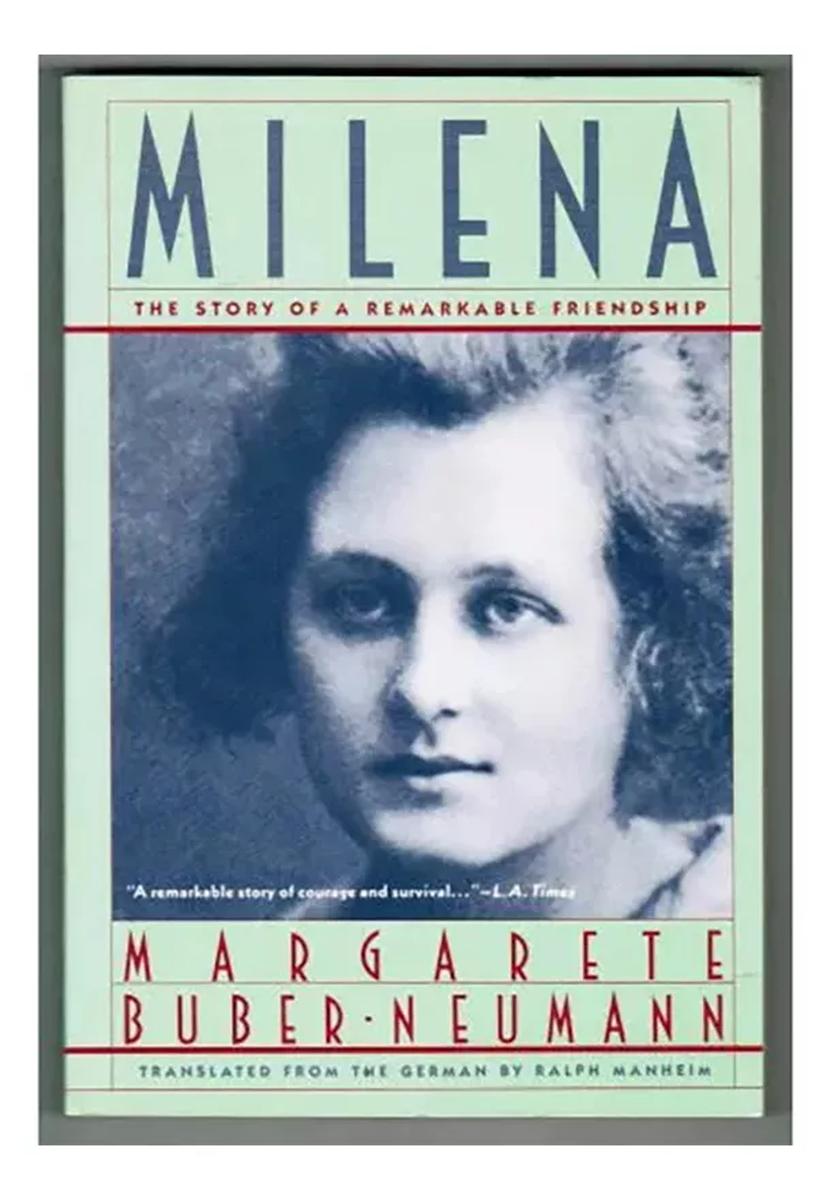 MILENA
THE STORY OF A REMARKABLE FRIENDSHIP
"A remarkable story of courage and survival..."—L.A. Times
MARGARETE
BUBER-NEUMANN
TRANSLATED FROM THE GERMAN BY RALPH MANHEIM